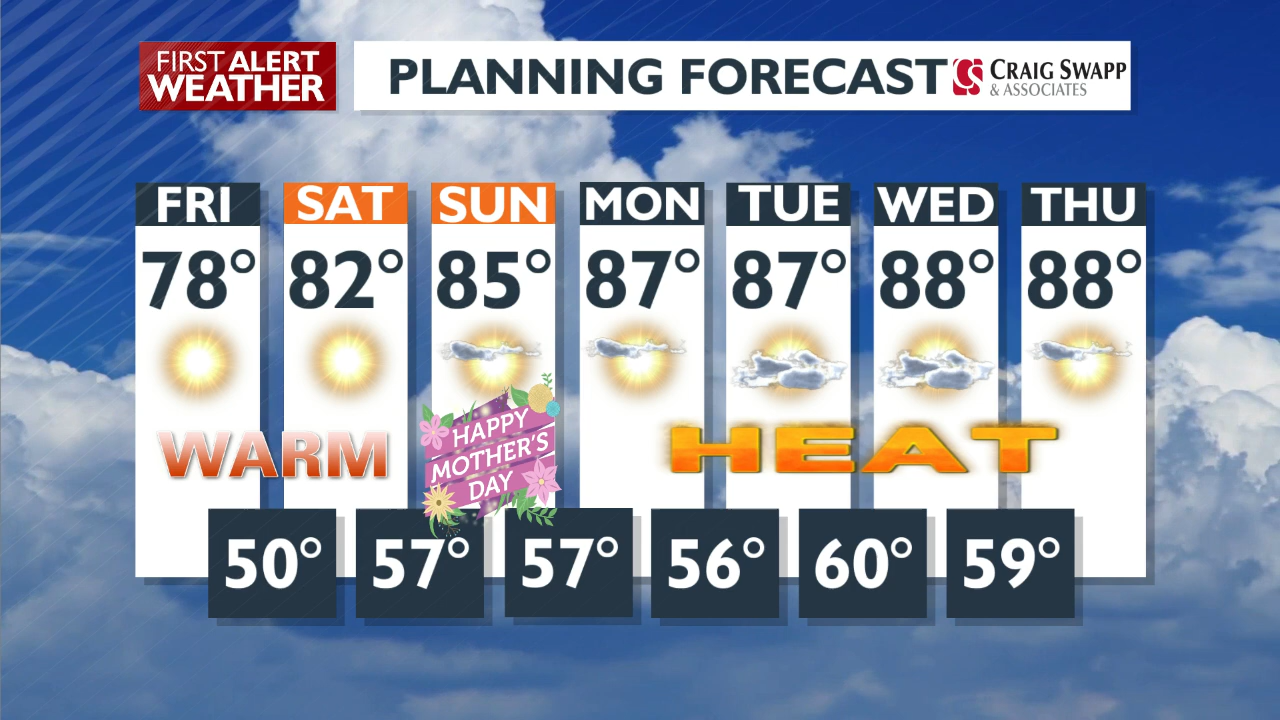 FIRST ALERT
WEATHER
PLANNING FORECAST
CRAIG SWAPP
& ASSOCIATES
FRI SAT SUN MON TUE WED THU
78° 82° 85° 87° 87° 88° 88°
WARM
HAPPY
MOTHER'S
DAY
HEAT
50° 57° 57° 56° 60° 59°